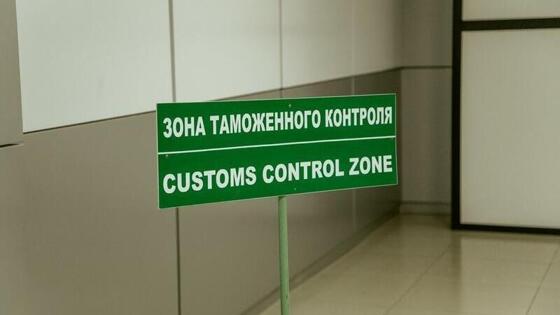 ЗОНА ТАМОЖЕННОГО КОНТРОЛЯ
CUSTOMS CONTROL ZONE